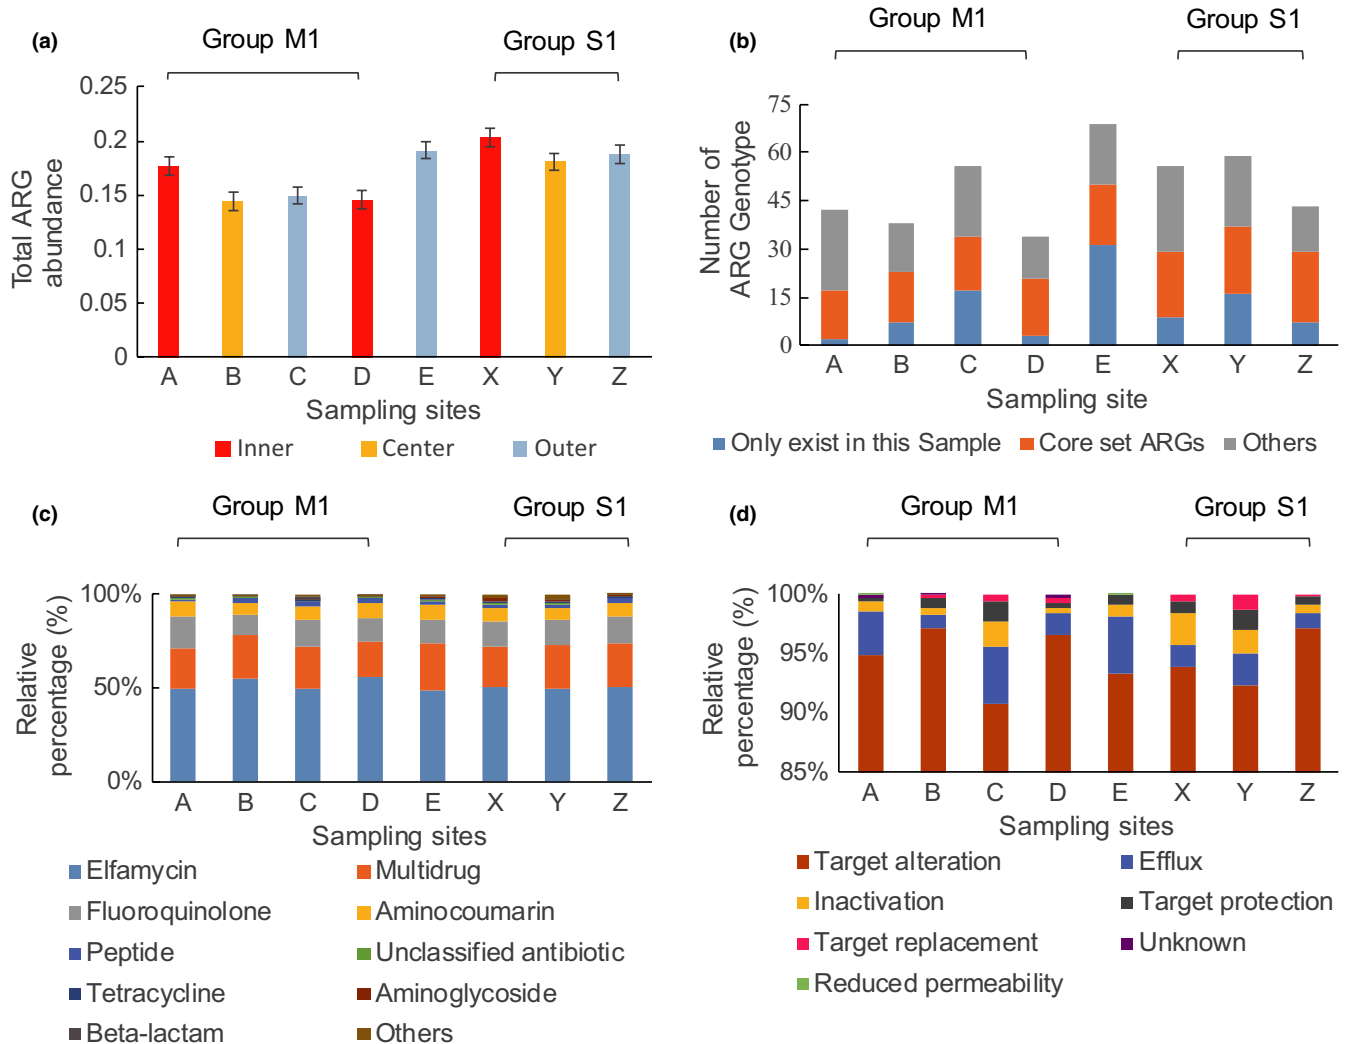 (a)
Group M1
Group S1
Total ARG
abundance
0.25
0.2
0.15
0.1
0.05
0
A B C D E X Y Z
Sampling sites
Inner Center Outer
(b)
Group M1
Group S1
Number of
ARG Genotype
75
60
45
30
15
0
A B C D E X Y Z
Sampling site
Only exist in this Sample Core set ARGs Others
(c)
Group M1
Group S1
Relative
percentage (%)
100%
50%
0%
A B C D E X Y Z
Sampling sites
Elfamycin Multidrug
Fluoroquinolone Aminocoumarin
Peptide Unclassified antibiotic
Tetracycline Aminoglycoside
Beta-lactam Others
(d)
Group M1
Group S1
Relative
percentage (%)
100%
95%
90%
85%
A B C D E X Y Z
Sampling sites
Target alteration Efflux
Inactivation Target protection
Target replacement Unknown
Reduced permeability